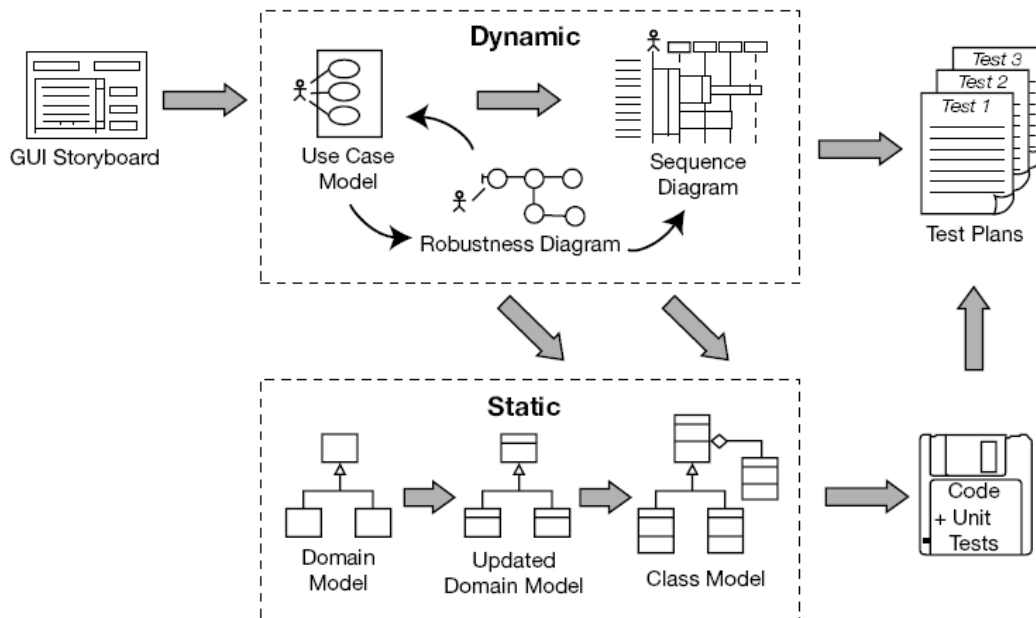 Dynamic
GUI Storyboard
Use Case
Model
Robustness Diagram
Sequence
Diagram
Test 3
Test 2
Test 1
Test Plans
Static
Domain
Model
Updated
Domain Model
Class Model
Code
+ Unit
Tests